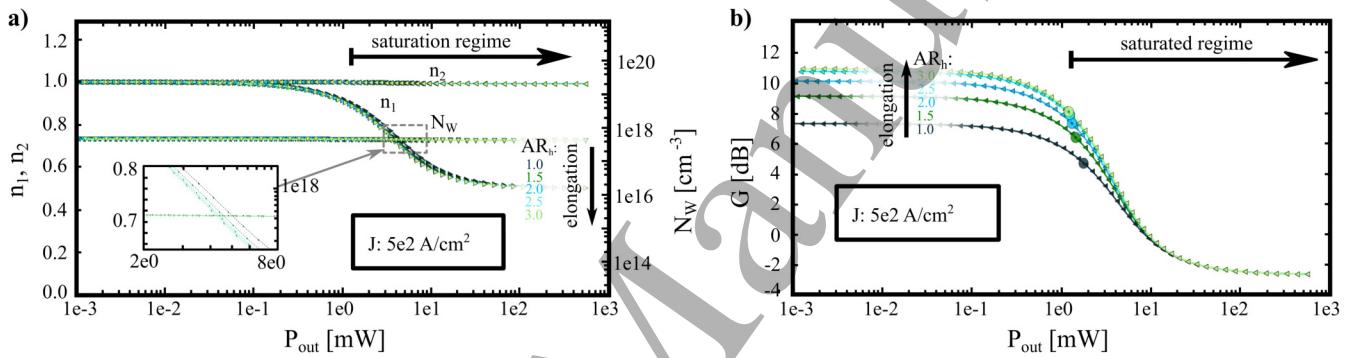 a)
1.2
1.0
0.8
0.6
0.4
0.2
0.0
n1, n2
saturation regime
n2
n1
NW
1e20
1e18
1e16
1e14
NW [cm-3]
ARh:
1.0
1.5
2.0
2.5
3.0
elongation
0.8
0.7
2e0 8e0
1e18
J: 5e2 A/cm2
1e-3 1e-2 1e-1 1e0 1e1 1e2 1e3
Pout [mW]
b)
12
10
8
6
4
2
0
-2
-4
G [dB]
saturated regime
ARh:
3.0
2.5
2.0
1.5
1.0
elongation
J: 5e2 A/cm2
1e-3 1e-2 1e-1 1e0 1e1 1e2 1e3
Pout [mW]
Manu